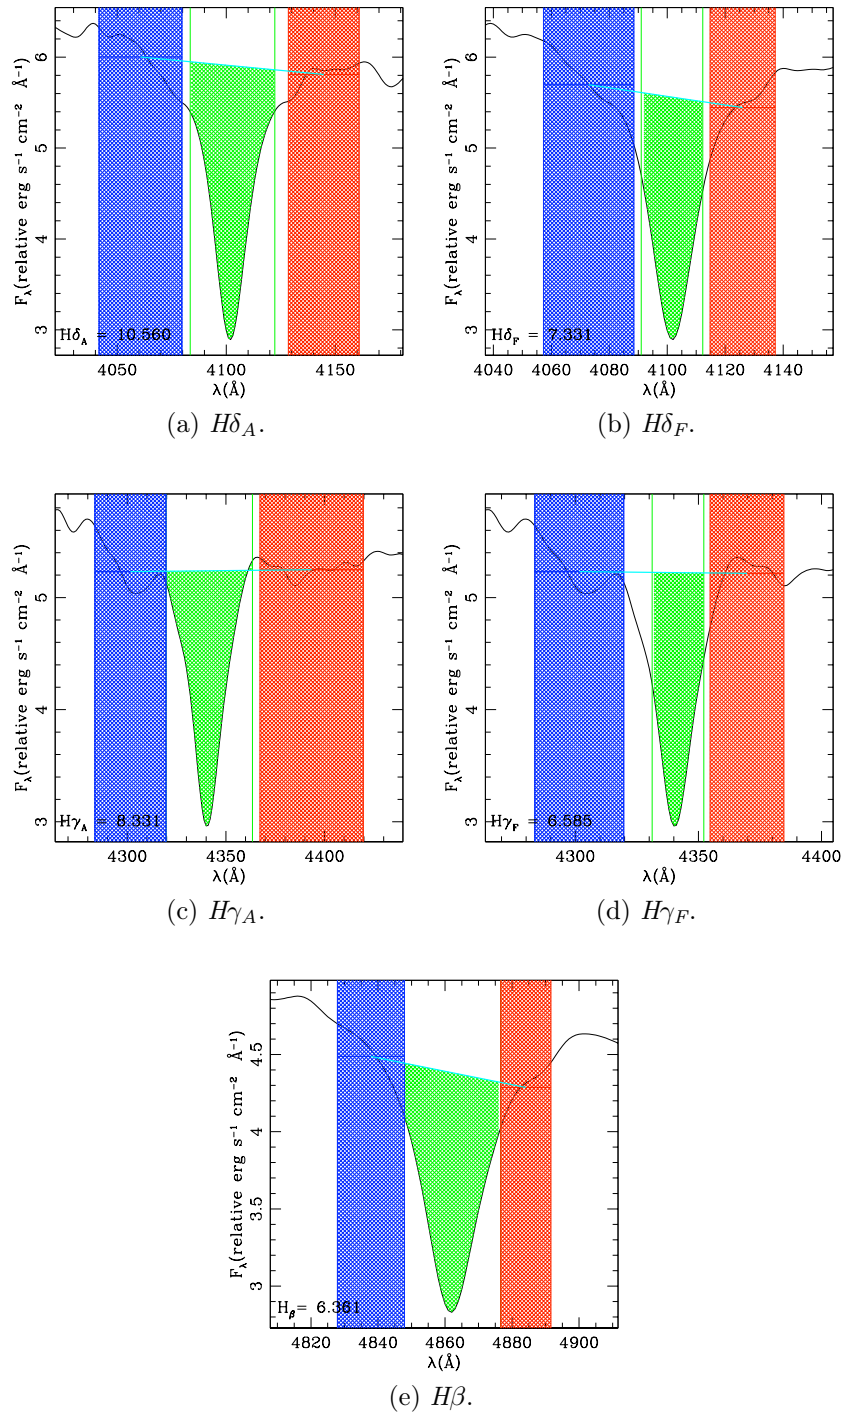 6
5
4
3
F_λ(relative erg s⁻¹ cm⁻² Å⁻¹)
Hδ_A = 10.560
4050 4100 4150
λ(Å)
(a) Hδ_A.
6
5
4
3
F_λ(relative erg s⁻¹ cm⁻² Å⁻¹)
Hδ_F = 7.331
4040 4060 4080 4100 4120 4140
λ(Å)
(b) Hδ_F.
5
4
3
F_λ(relative erg s⁻¹ cm⁻² Å⁻¹)
Hγ_A = 8.331
4300 4350 4400
λ(Å)
(c) Hγ_A.
5
4
3
F_λ(relative erg s⁻¹ cm⁻² Å⁻¹)
Hγ_F = 6.585
4300 4350 4400
λ(Å)
(d) Hγ_F.
4.5
4
3.5
3
F_λ(relative erg s⁻¹ cm⁻² Å⁻¹)
H_β = 6.361
4820 4840 4860 4880 4900
λ(Å)
(e) Hβ.